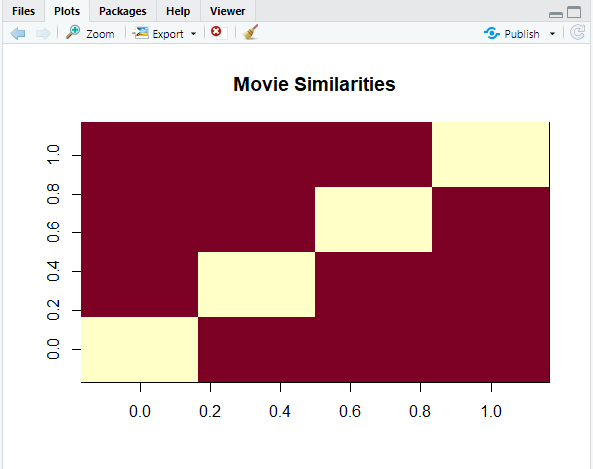 Files Plots Packages Help Viewer
Zoom Export Publish
Movie Similarities
1.0
0.8
0.6
0.4
0.2
0.0
0.0 0.2 0.4 0.6 0.8 1.0